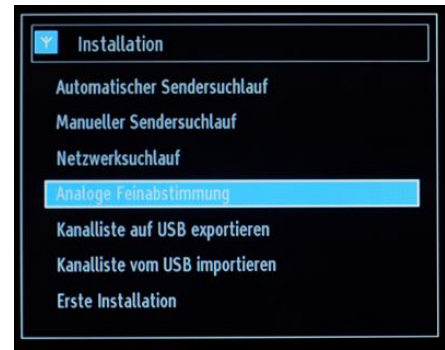 Installation
Automatischer Sendersuchlauf
Manueller Sendersuchlauf
Netzwerksuchlauf
Analoge Feinabstimmung
Kanalliste auf USB exportieren
Kanalliste vom USB importieren
Erste Installation